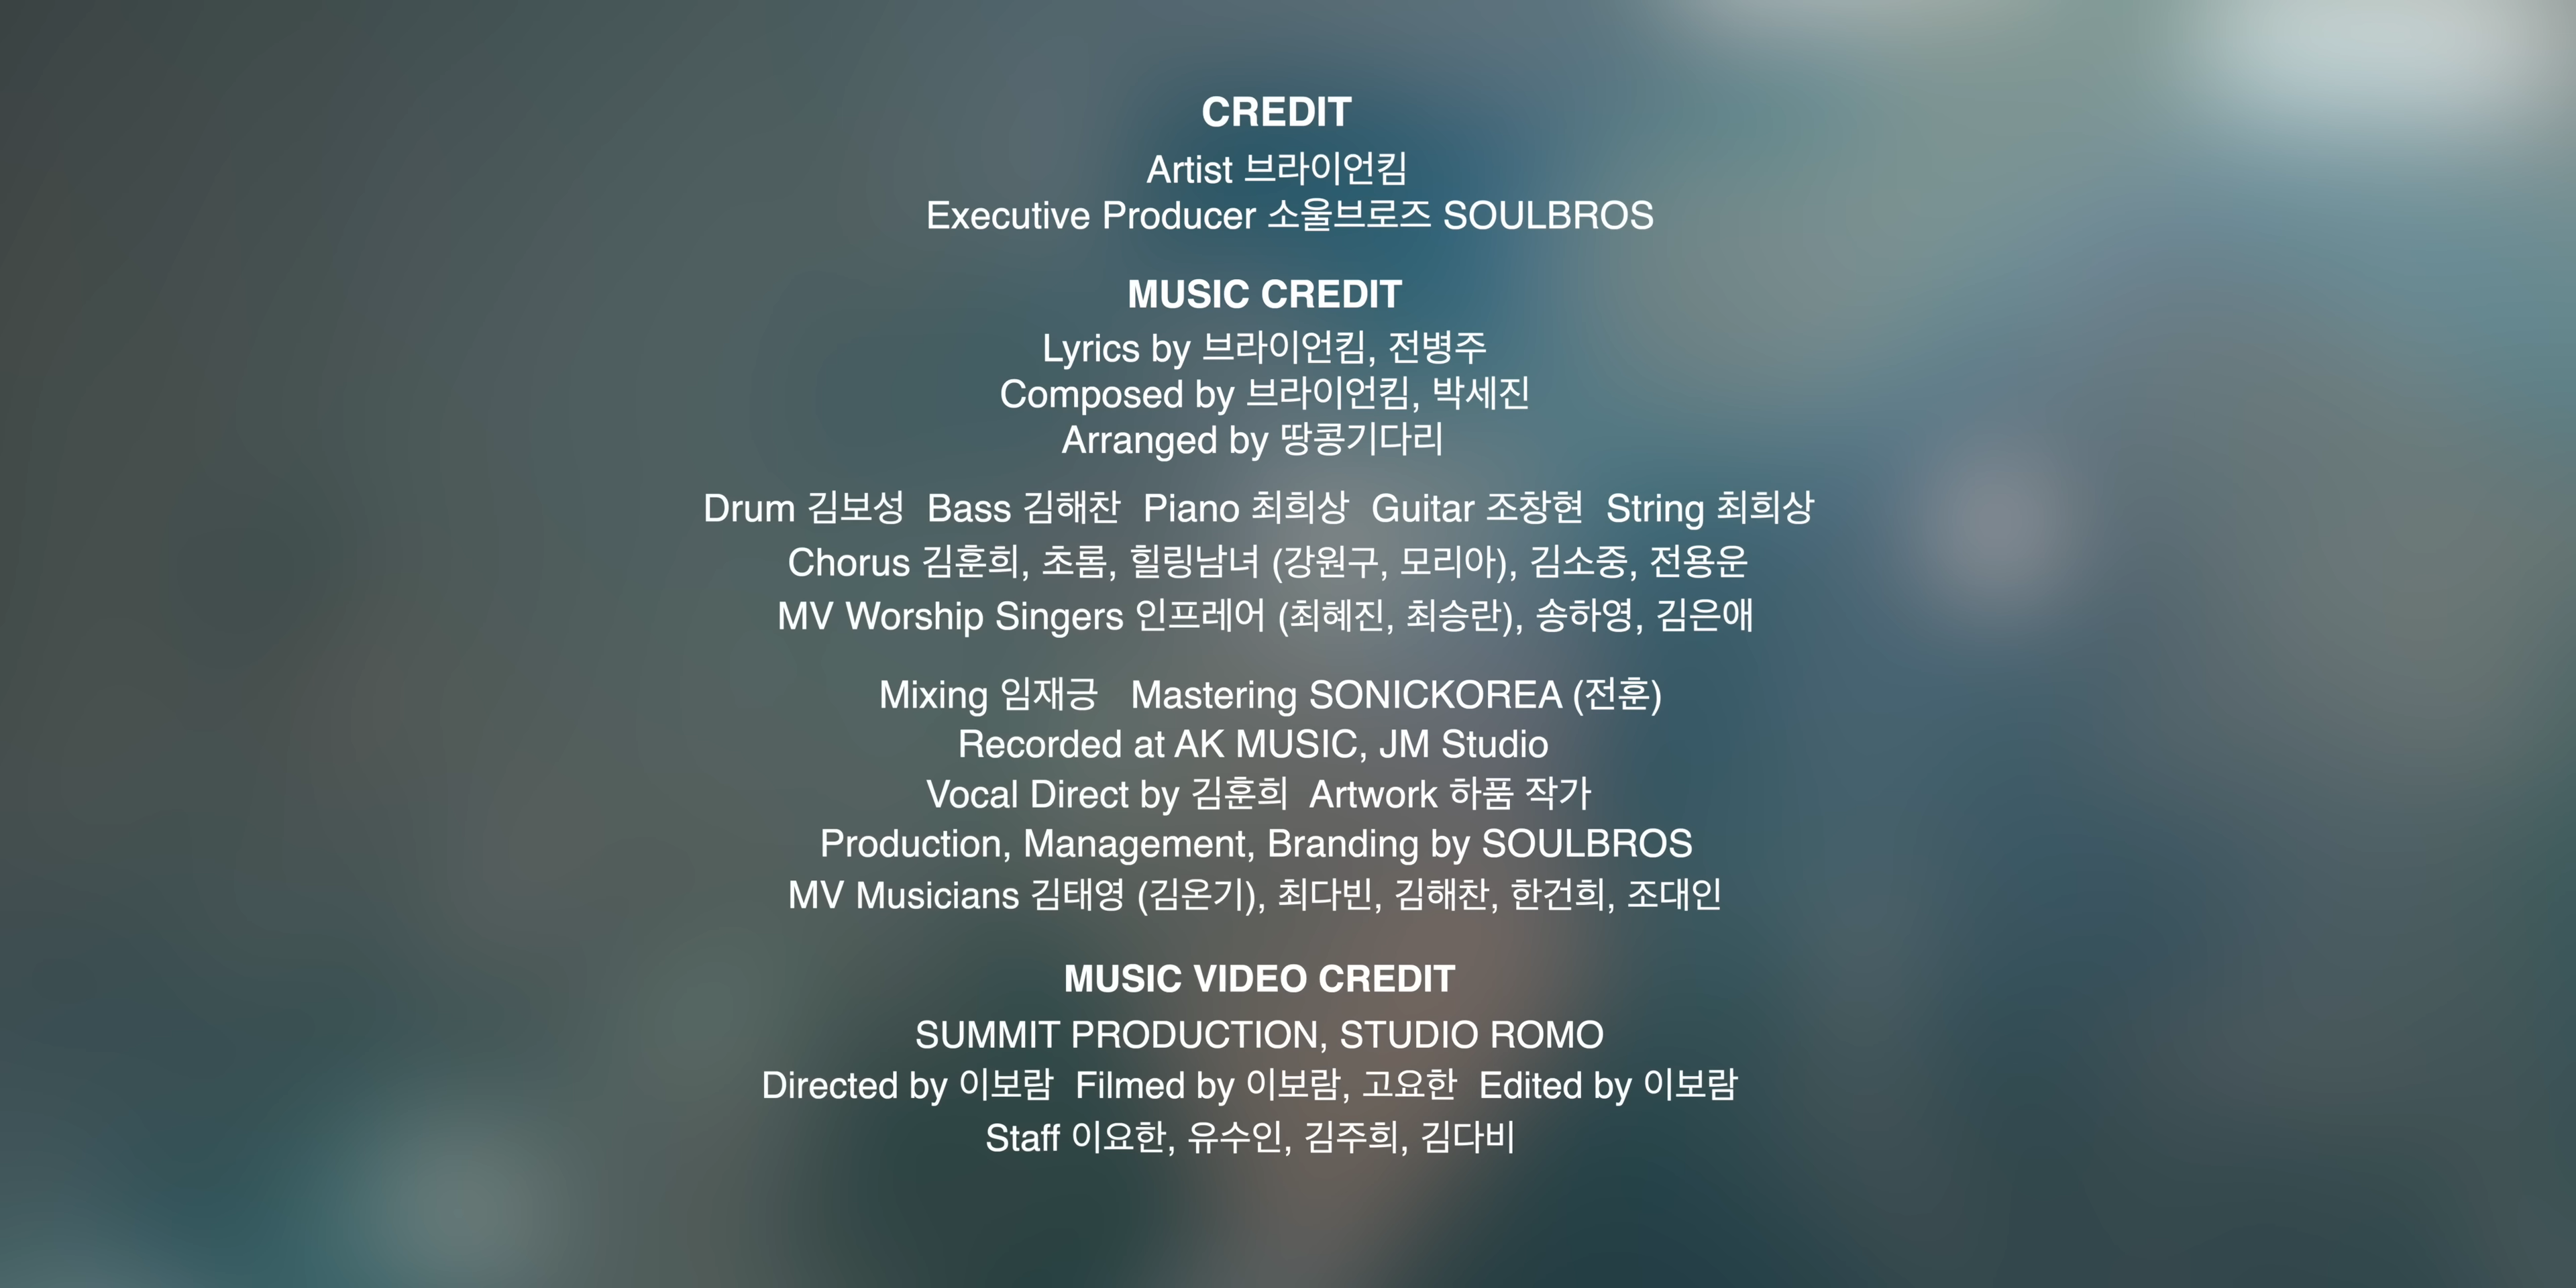 CREDIT
Artist 브라이언킴
Executive Producer 소울브로즈 SOULBROS
MUSIC CREDIT
Lyrics by 브라이언킴, 전병주
Composed by 브라이언킴, 박세진
Arranged by 땅콩기다리
Drum 김보성 Bass 김해찬 Piano 최희상 Guitar 조창현 String 최희상
Chorus 김훈희, 초롬, 힐링남녀 (강원구, 모리아), 김소중, 전용운
MV Worship Singers 인프레어 (최혜진, 최승란), 송하영, 김은애
Mixing 임재긍 Mastering SONICKOREA (전훈)
Recorded at AK MUSIC, JM Studio
Vocal Direct by 김훈희 Artwork 하품 작가
Production, Management, Branding by SOULBROS
MV Musicians 김태영 (김온기), 최다빈, 김해찬, 한건희, 조대인
MUSIC VIDEO CREDIT
SUMMIT PRODUCTION, STUDIO ROMO
Directed by 이보람 Filmed by 이보람, 고요한 Edited by 이보람
Staff 이요한, 유수인, 김주희, 김다비